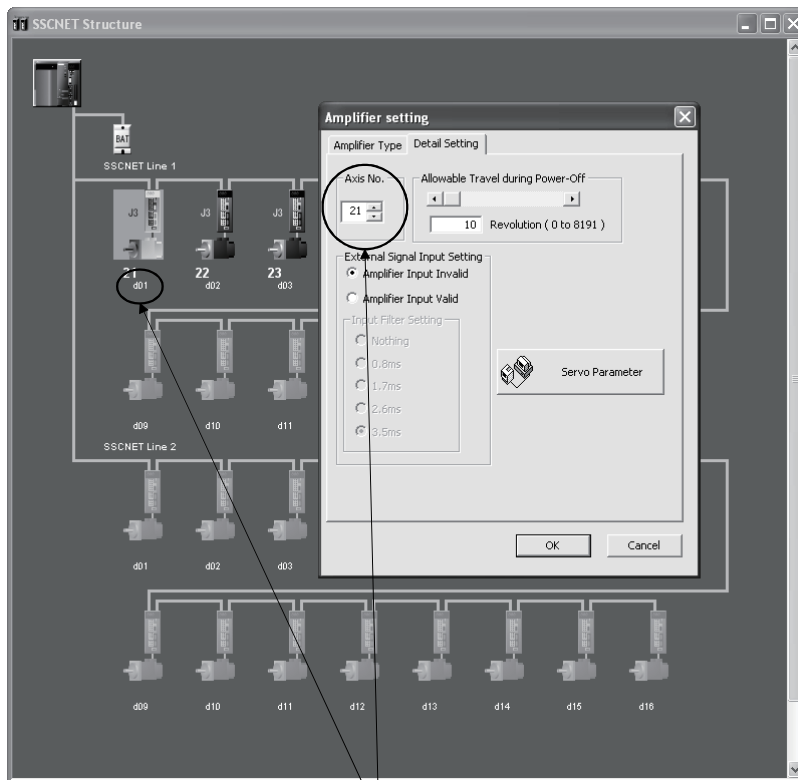 SSCNET Structure
BAT
SSCNET Line 1
J3 J3 J3
21 22 23
d01 d02 d03
d09 d10 d11
SSCNET Line 2
d01 d02 d03
d09 d10 d11 d12 d13 d14 d15 d16
Amplifier setting
Amplifier Type Detail Setting
Axis No.
21
Allowable Travel during Power-Off
10 Revolution ( 0 to 8191 )
External Signal Input Setting
Amplifier Input Invalid
Amplifier Input Valid
Input Filter Setting
Nothing
0.8ms
1.7ms
2.6ms
3.5ms
Servo Parameter
OK Cancel